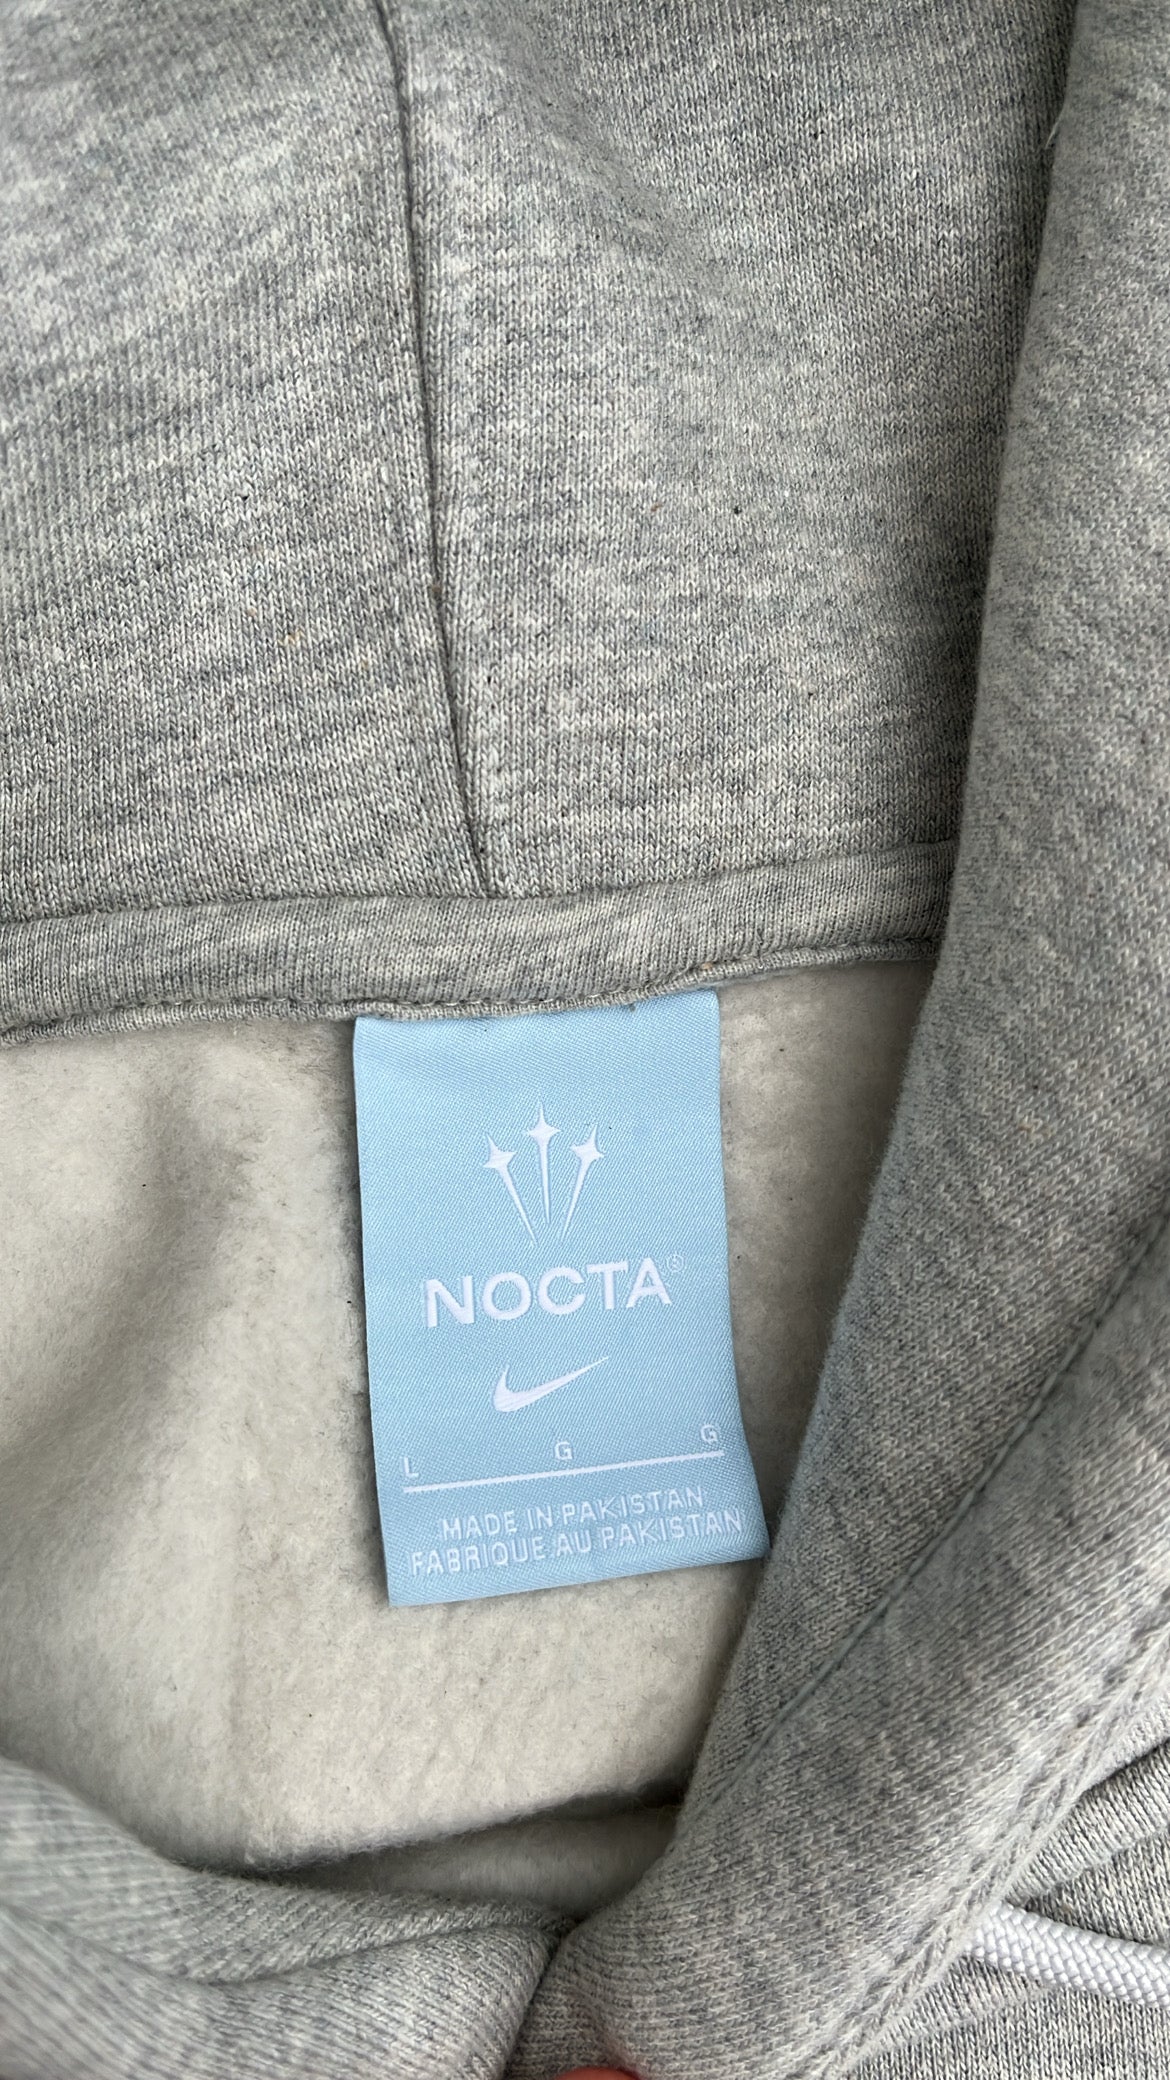 NOCTA®
L G G
MADE IN PAKISTAN
FABRIQUE AU PAKISTAN